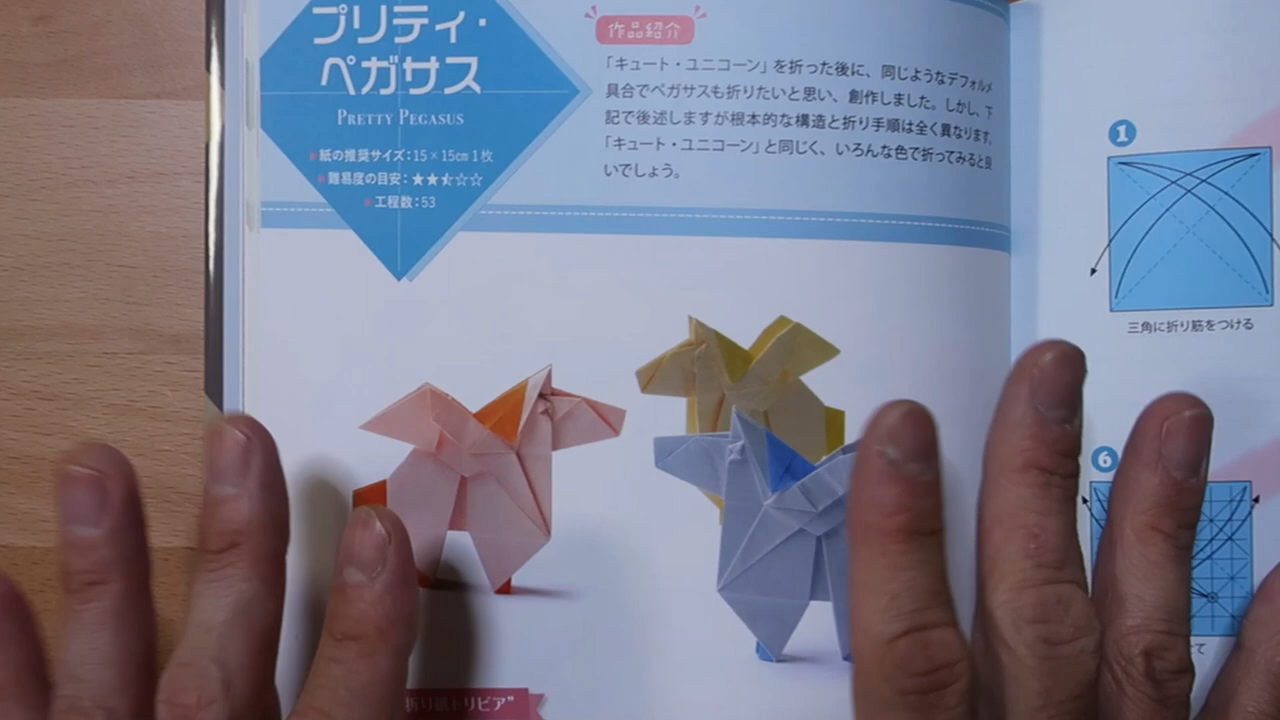 プリティ・
ペガサス
PRETTY PEGASUS
紙の推奨サイズ:15×15cm 1枚
難易度の目安:★★⯪☆☆
工程数:53
作品紹介
「キュート・ユニコーン」を折った後に、同じようなデフォルメ
具合でペガサスも折りたいと思い、創作しました。しかし、下
記で後述しますが根本的な構造と折り手順は全く異なります。
「キュート・ユニコーン」と同じく、いろんな色で折ってみると良
いでしょう。
折り紙トリビア”
1
三角に折り筋をつける
6
て